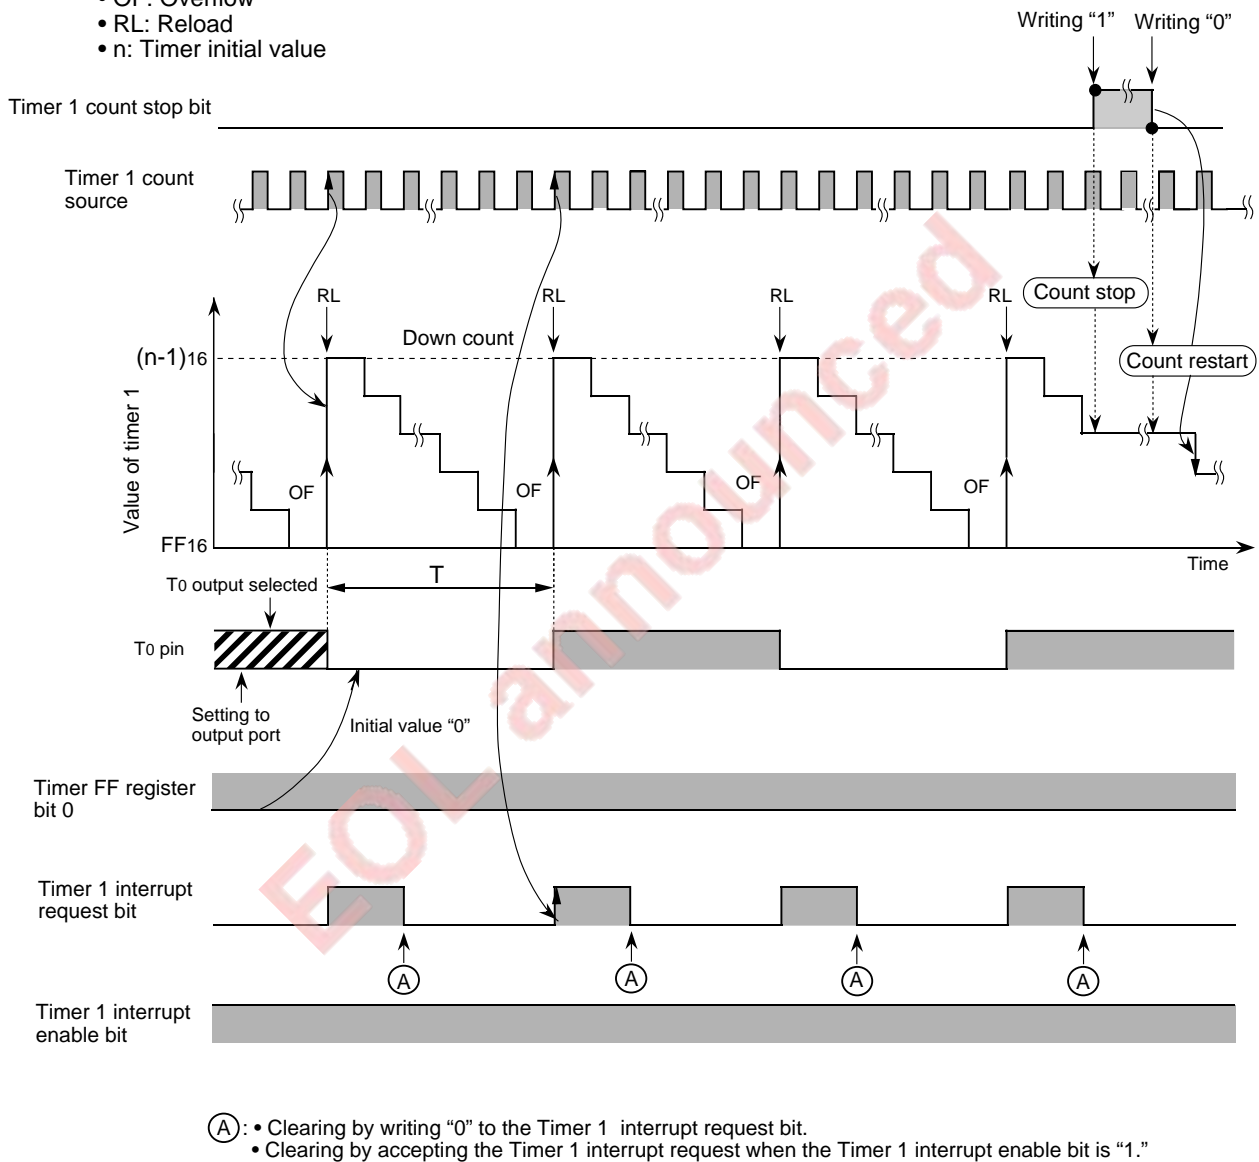 • OF: Overflow
• RL: Reload
• n: Timer initial value
Writing “1” Writing “0”
Timer 1 count stop bit
Timer 1 count
source
RL RL RL RL
Count stop
Down count
(n-1)16
Count restart
Value of timer 1
OF OF OF OF
FF16
Time
T
T0 output selected
T0 pin
Setting to
output port
Initial value “0”
Timer FF register
bit 0
Timer 1 interrupt
request bit
A A A A
Timer 1 interrupt
enable bit
A : • Clearing by writing “0” to the Timer 1 interrupt request bit.
• Clearing by accepting the Timer 1 interrupt request when the Timer 1 interrupt enable bit is “1.”
EOL announced